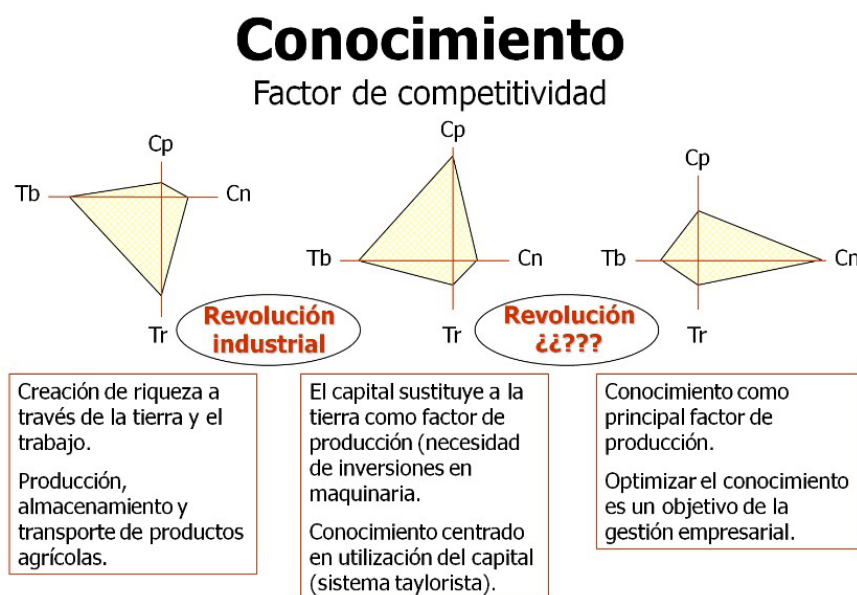 Conocimiento
Factor de competitividad
Cp
Tb
Cn
Tr
Cp
Tb
Cn
Tr
Cp
Tb
Cn
Tr
Revolución
industrial
Revolución
¿¿???
Creación de riqueza a
través de la tierra y el
trabajo.
Producción,
almacenamiento y
transporte de productos
agrícolas.
El capital sustituye a la
tierra como factor de
producción (necesidad
de inversiones en
maquinaria.
Conocimiento centrado
en utilización del capital
(sistema taylorista).
Conocimiento como
principal factor de
producción.
Optimizar el conocimiento
es un objetivo de la
gestión empresarial.